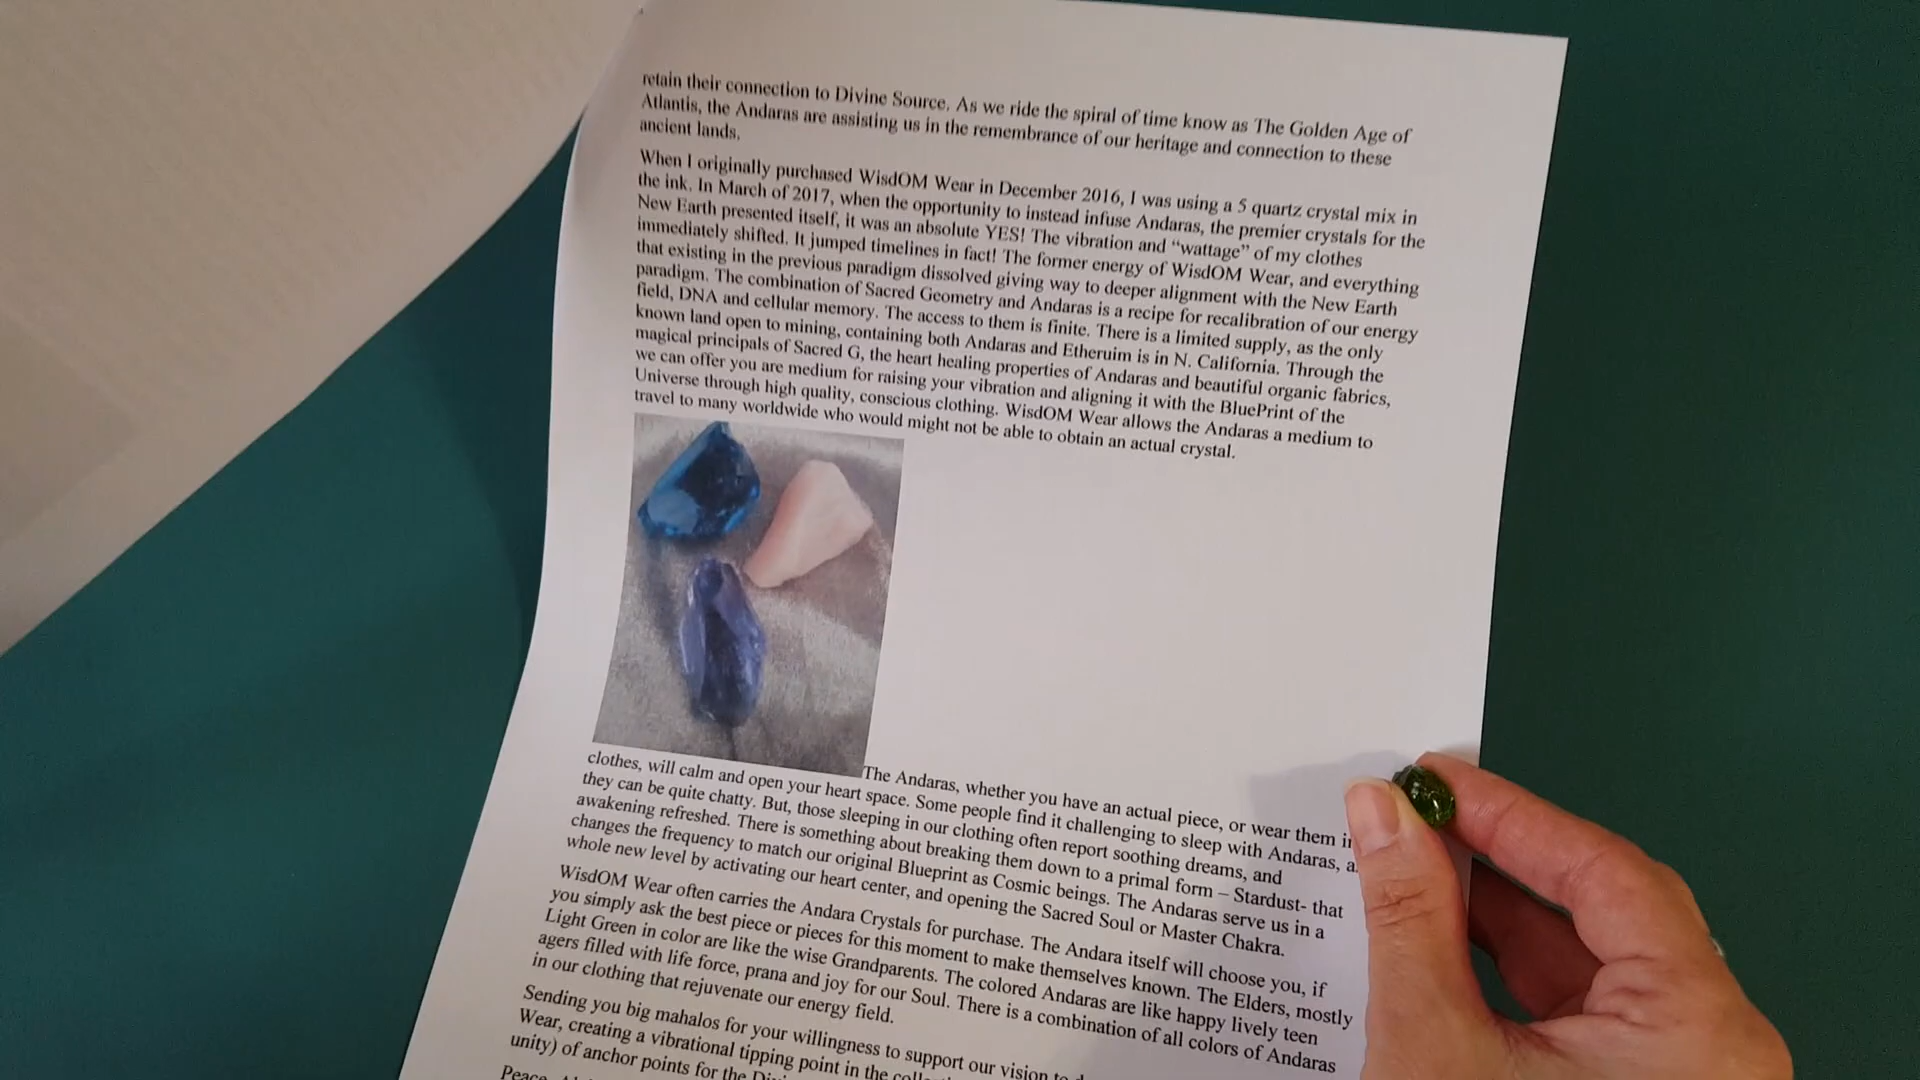 retain their connection to Divine Source. As we ride the spiral of time know as The Golden Age of
Atlantis, the Andaras are assisting us in the remembrance of our heritage and connection to these
ancient lands.
When I originally purchased WisdOM Wear in December 2016, I was using a 5 quartz crystal mix in
the ink. In March of 2017, when the opportunity to instead infuse Andaras, the premier crystals for the
New Earth presented itself, it was an absolute YES! The vibration and “wattage” of my clothes
immediately shifted. It jumped timelines in fact! The former energy of WisdOM Wear, and everything
that existing in the previous paradigm dissolved giving way to deeper alignment with the New Earth
paradigm. The combination of Sacred Geometry and Andaras is a recipe for recalibration of our energy
field, DNA and cellular memory. The access to them is finite. There is a limited supply, as the only
known land open to mining, containing both Andaras and Etheruim is in N. California. Through the
magical principals of Sacred G, the heart healing properties of Andaras and beautiful organic fabrics,
we can offer you are medium for raising your vibration and aligning it with the BluePrint of the
Universe through high quality, conscious clothing. WisdOM Wear allows the Andaras a medium to
travel to many worldwide who would might not be able to obtain an actual crystal.
The Andaras, whether you have an actual piece, or wear them in
clothes, will calm and open your heart space. Some people find it challenging to sleep with Andaras,
they can be quite chatty. But, those sleeping in our clothing often report soothing dreams, and
awakening refreshed. There is something about breaking them down to a primal form – Stardust- that
changes the frequency to match our original Blueprint as Cosmic beings. The Andaras serve us in a
whole new level by activating our heart center, and opening the Sacred Soul or Master Chakra.
WisdOM Wear often carries the Andara Crystals for purchase. The Andara itself will choose you, if
you simply ask the best piece or pieces for this moment to make themselves known. The Elders, mostly
Light Green in color are like the wise Grandparents. The colored Andaras are like happy lively teen
agers filled with life force, prana and joy for our Soul. There is a combination of all colors of Andaras
in our clothing that rejuvenate our energy field.
Sending you big mahalos for your willingness to support our vision to
Wear, creating a vibrational tipping point in the
unity) of anchor points for the
Peace,